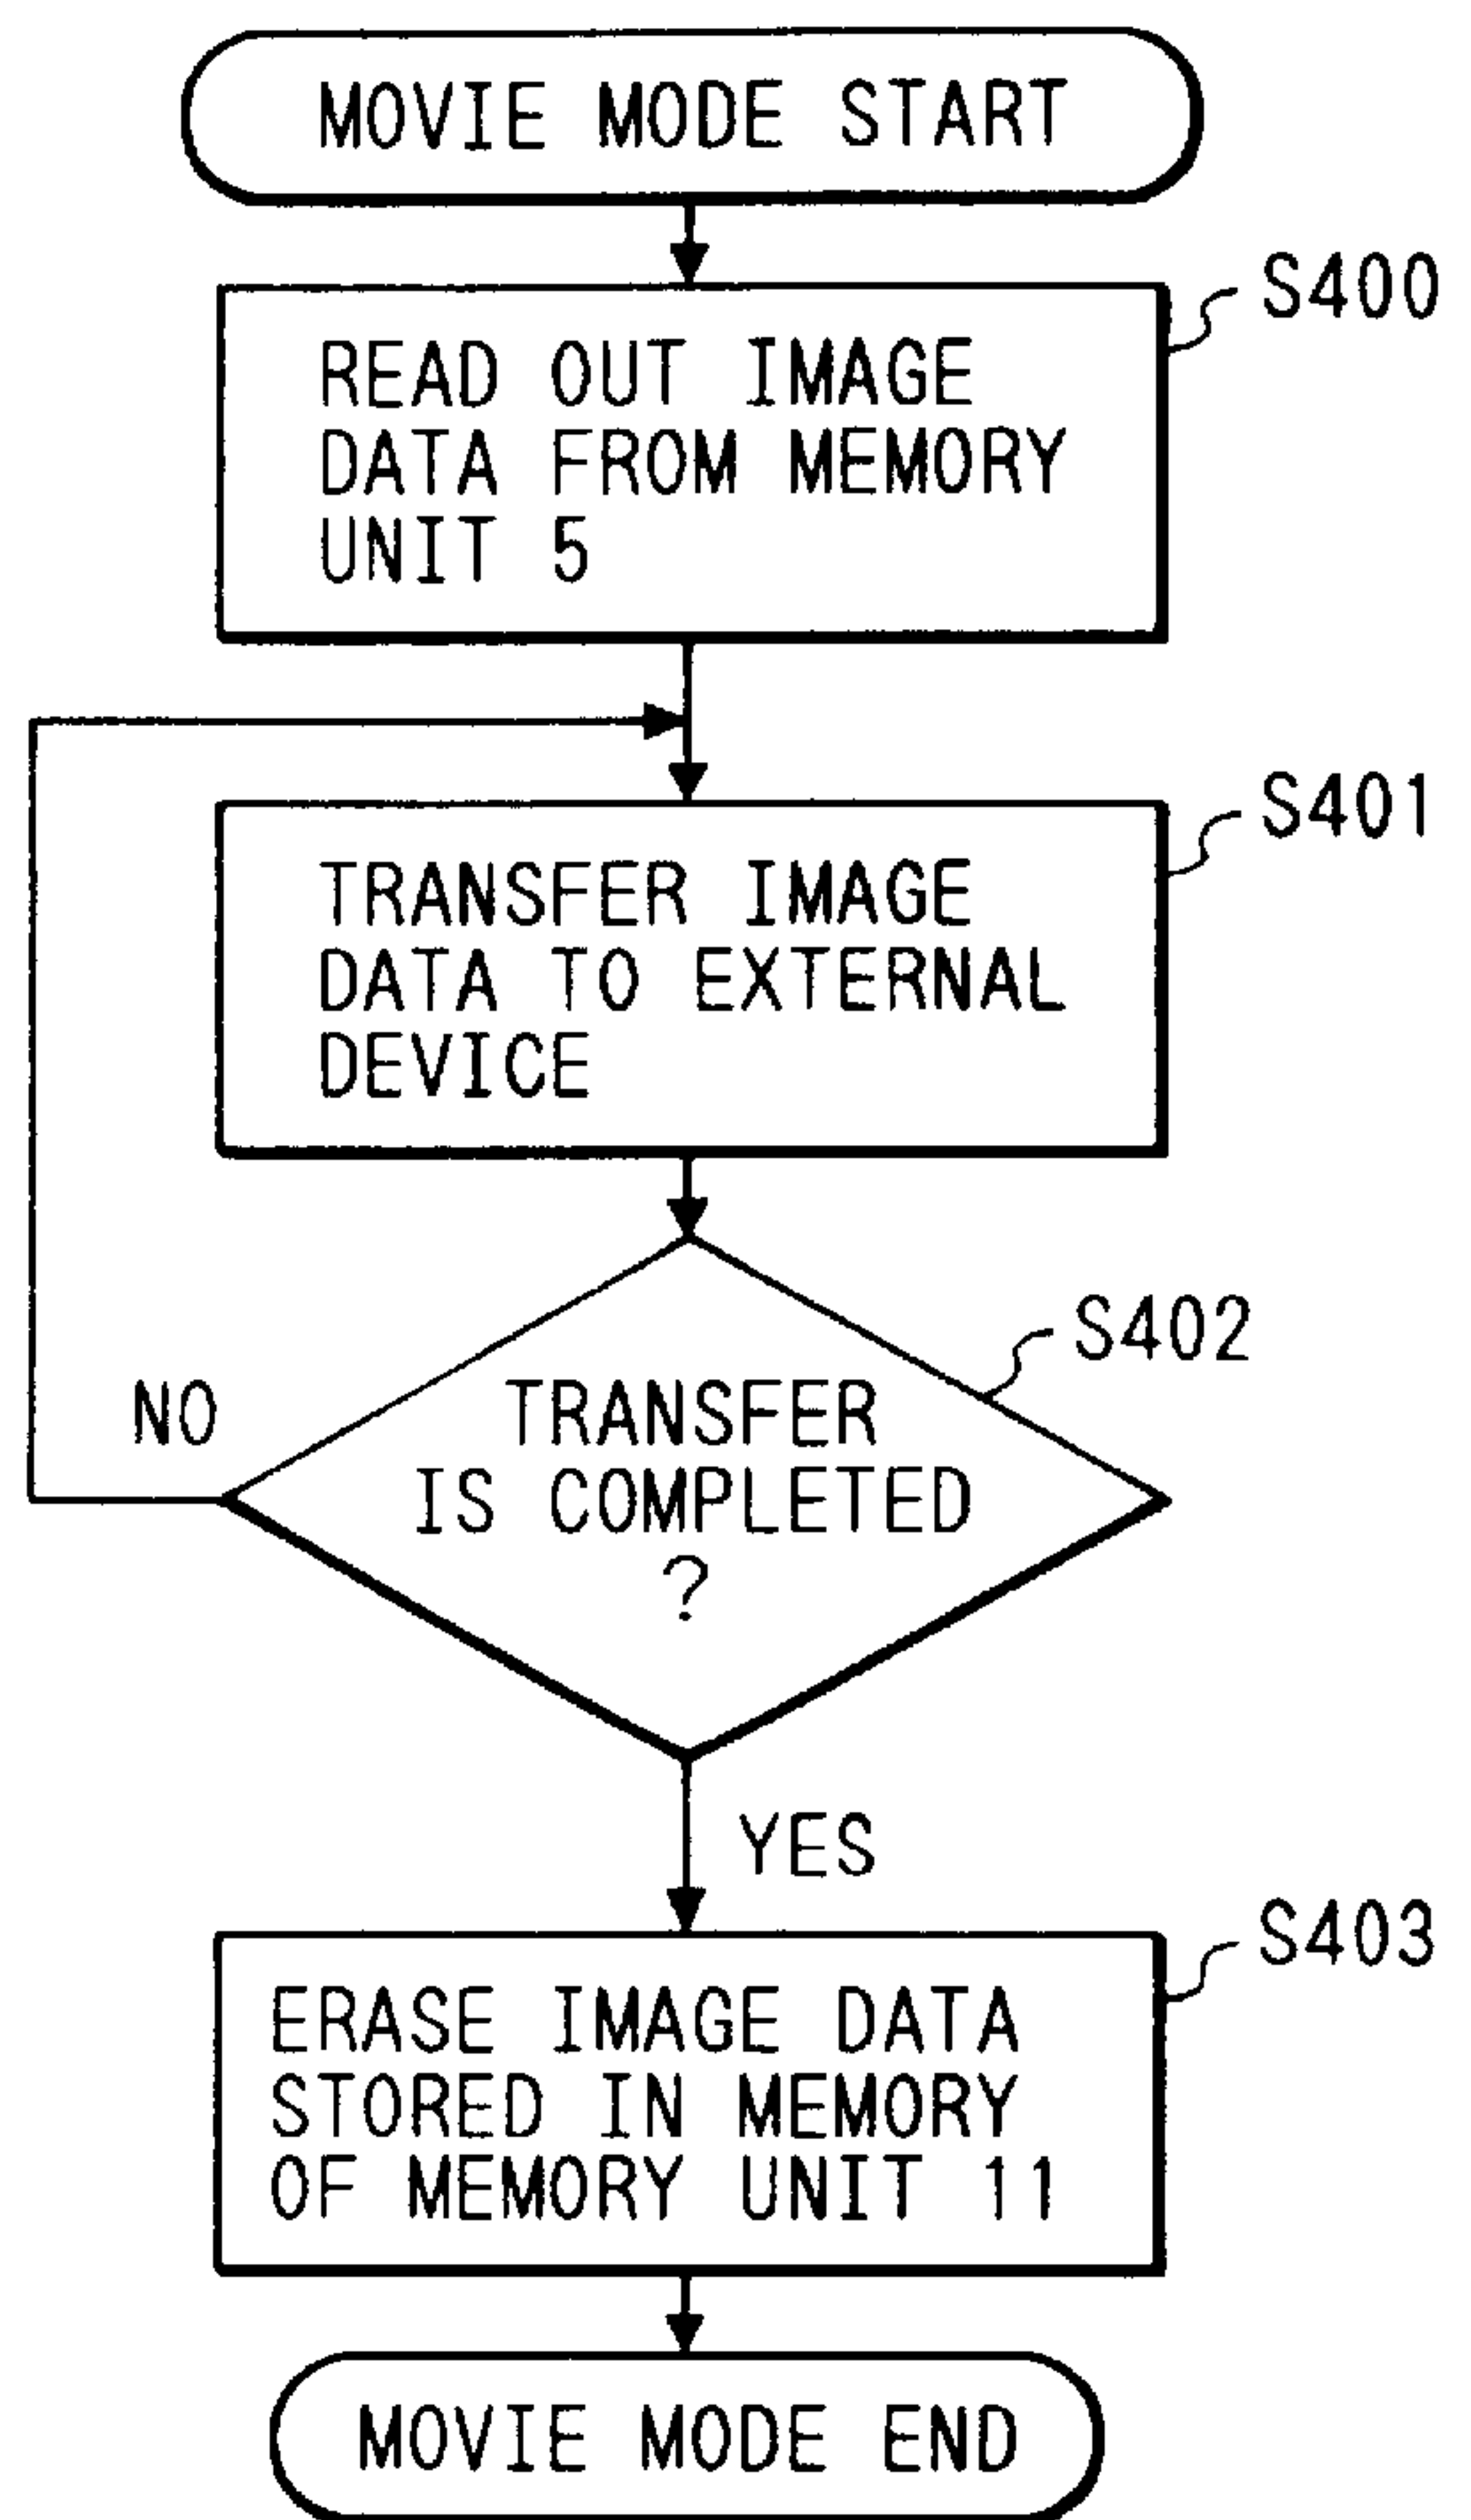 MOVIE MODE START
S400
READ OUT IMAGE
DATA FROM MEMORY
UNIT 5
S401
TRANSFER IMAGE
DATA TO EXTERNAL
DEVICE
S402
NO
TRANSFER
IS COMPLETED
?
YES
S403
ERASE IMAGE DATA
STORED IN MEMORY
OF MEMORY UNIT 11
MOVIE MODE END